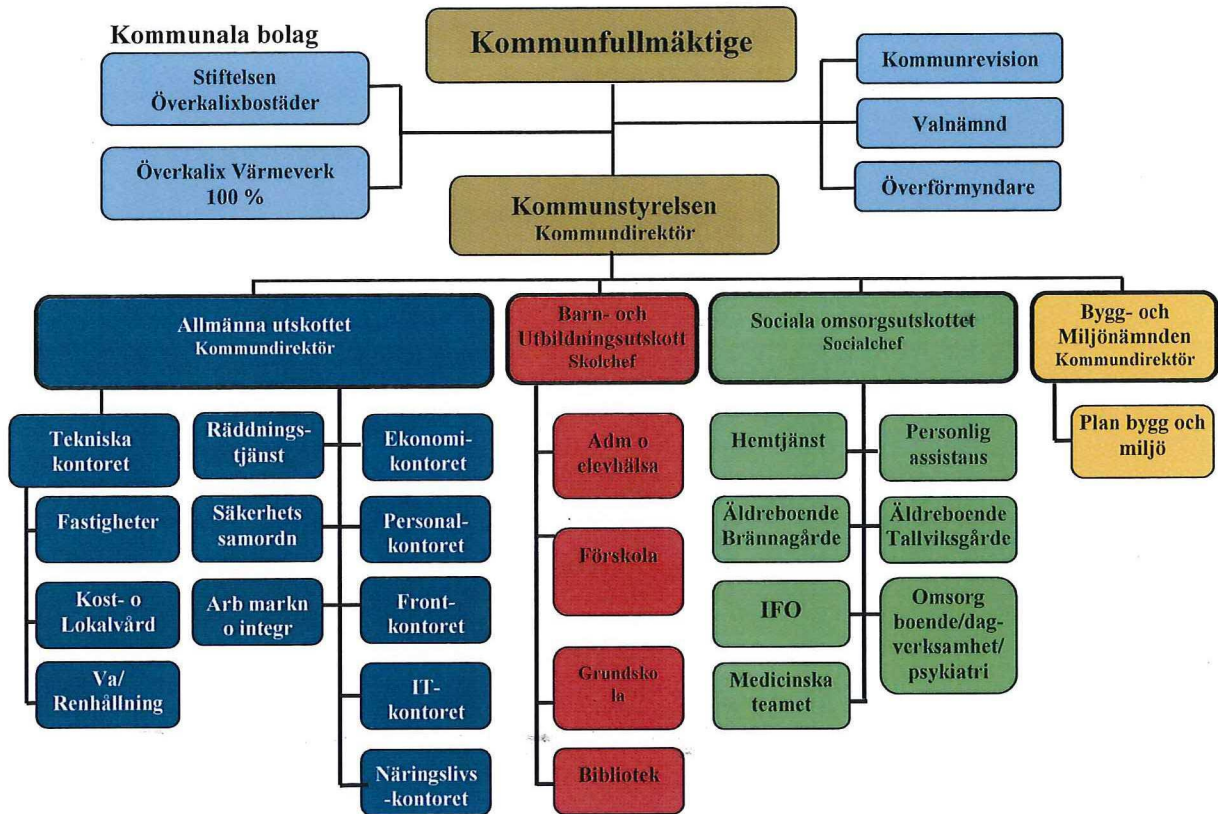 Kommunala bolag
Kommunfullmäktige
Stiftelsen
Överkalixbostäder
Överkalix Värmeverk
100 %
Kommunrevision
Valnämnd
Överförmyndare
Kommunstyrelsen
Kommundirektör
Allmänna utskottet
Kommundirektör
Barn- och
Utbildningsutskott
Skolchef
Sociala omsorgsutskottet
Socialchef
Bygg- och
Miljönämnden
Kommundirektör
Tekniska
kontoret
Fastigheter
Kost- o
Lokalvård
Va/
Renhållning
Räddnings-
tjänst
Säkerhets
samordn
Arb markn
o integr
Ekonomi-
kontoret
Personal-
kontoret
Front-
kontoret
IT-
kontoret
Näringslivs
-kontoret
Adm o
elevhälsa
Förskola
Grundsko
la
Bibliotek
Hemtjänst
Äldreboende
Brännagårde
IFO
Medicinska
teamet
Personlig
assistans
Äldreboende
Tallviksgårde
Omsorg
boende/dag-
verksamhet/
psykiatri
Plan bygg och
miljö